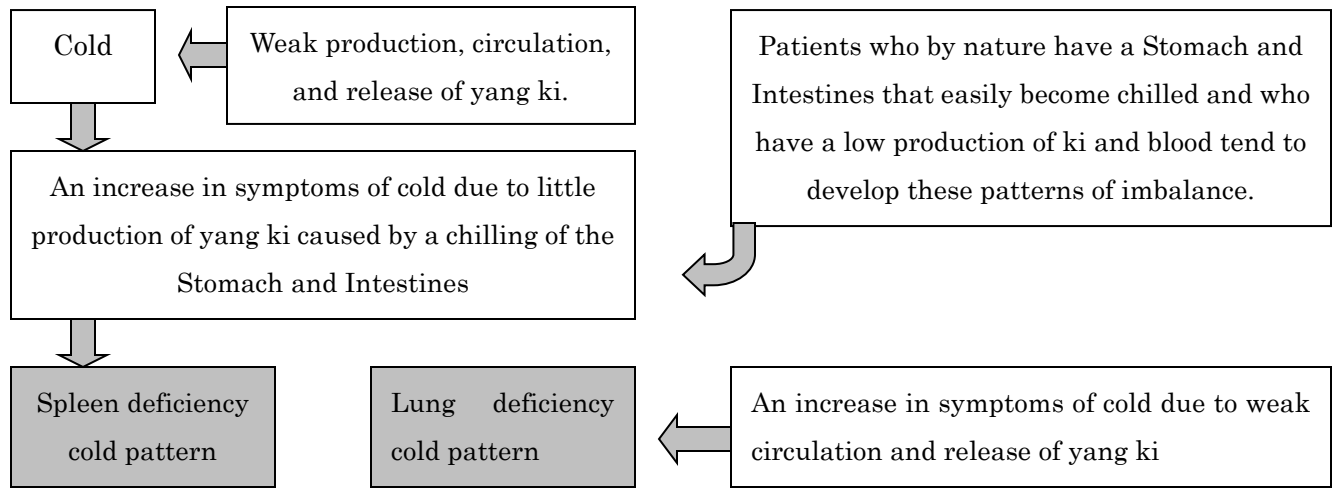 Cold
Weak production, circulation,
and release of yang ki.
Patients who by nature have a Stomach and
Intestines that easily become chilled and who
have a low production of ki and blood tend to
develop these patterns of imbalance.
An increase in symptoms of cold due to little
production of yang ki caused by a chilling of the
Stomach and Intestines
Spleen deficiency
cold pattern
Lung deficiency
cold pattern
An increase in symptoms of cold due to weak
circulation and release of yang ki